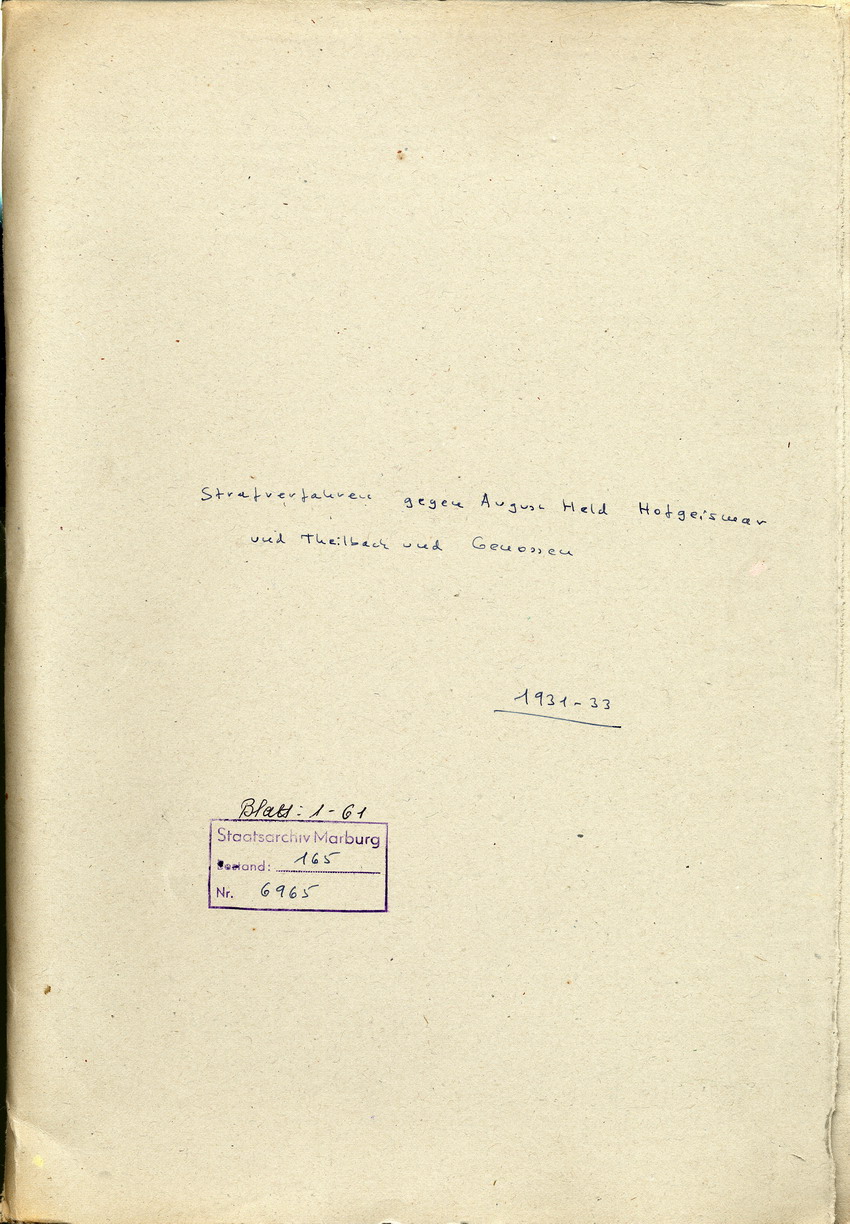 Strafverfahren gegen August Held Hofgeismar
und Theilbach und Genossen
1931-33
Blatt: 1-61
Staatsarchiv Marburg
Bestand: 165
Nr. 6965